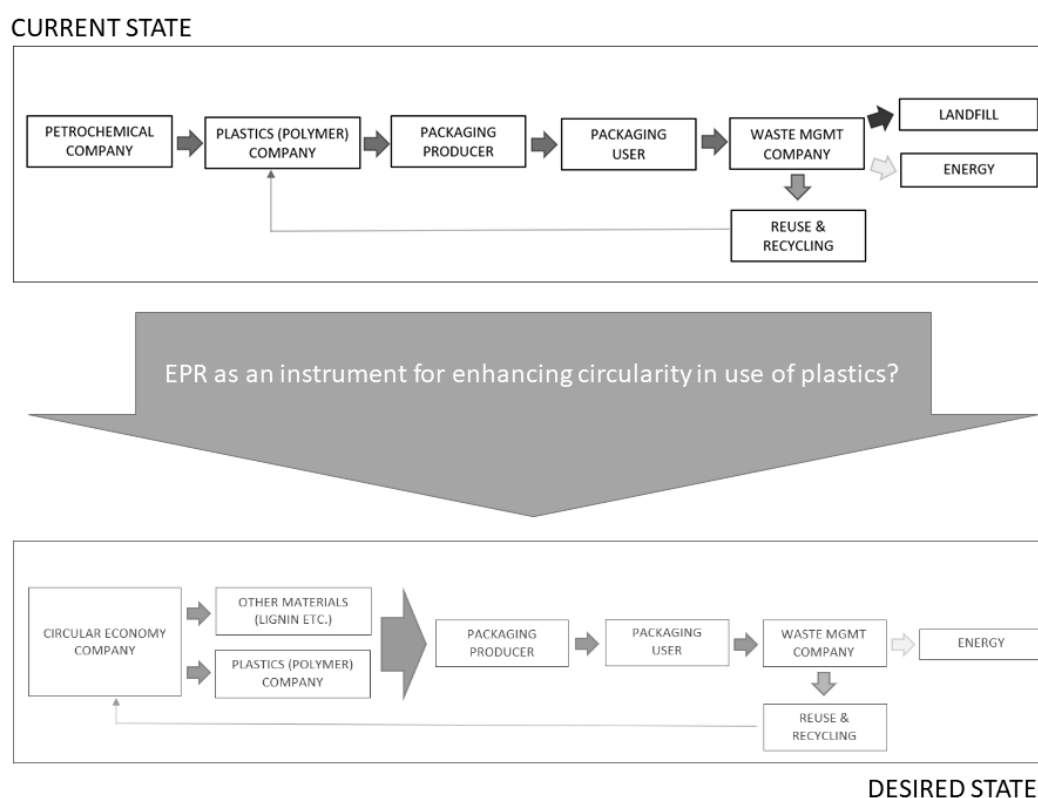 CURRENT STATE
PETROCHEMICAL
COMPANY
PLASTICS (POLYMER)
COMPANY
PACKAGING
PRODUCER
PACKAGING
USER
WASTE MGMT
COMPANY
LANDFILL
ENERGY
REUSE &
RECYCLING
EPR as an instrument for enhancing circularity in use of plastics?
CIRCULAR ECONOMY
COMPANY
OTHER MATERIALS
(LIGNIN ETC.)
PLASTICS (POLYMER)
COMPANY
PACKAGING
PRODUCER
PACKAGING
USER
WASTE MGMT
COMPANY
ENERGY
REUSE &
RECYCLING
DESIRED STATE